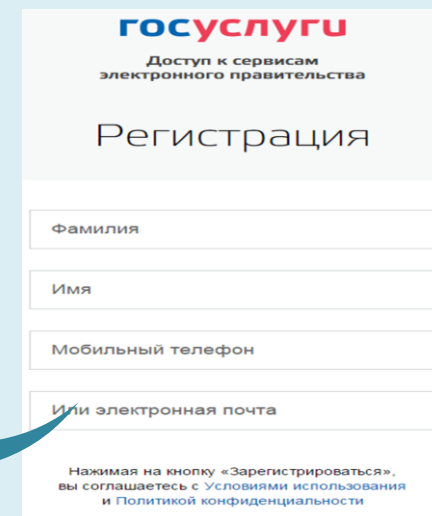 госуслуги
Доступ к сервисам
электронного правительства
Регистрация
Фамилия
Имя
Мобильный телефон
Или электронная почта
Нажимая на кнопку «Зарегистрироваться»,
вы соглашаетесь с Условиями использования
и Политикой конфиденциальности